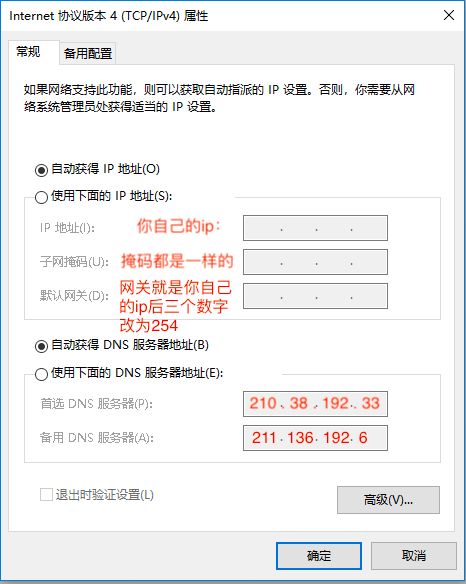 Internet 协议版本 4 (TCP/IPv4) 属性
常规 备用配置
如果网络支持此功能，则可以获取自动指派的 IP 设置。否则，你需要从网
络系统管理员处获得适当的 IP 设置。
自动获得 IP 地址(O)
使用下面的 IP 地址(S):
IP 地址(I): 你自己的ip：
子网掩码(U): 掩码都是一样的
默认网关(D): 网关就是你自己
的ip后三个数字
改为254
自动获得 DNS 服务器地址(B)
使用下面的 DNS 服务器地址(E):
首选 DNS 服务器(P): 210 . 38 . 192 . 33
备用 DNS 服务器(A): 211 . 136 . 192 . 6
退出时验证设置(L)
高级(V)...
确定 取消